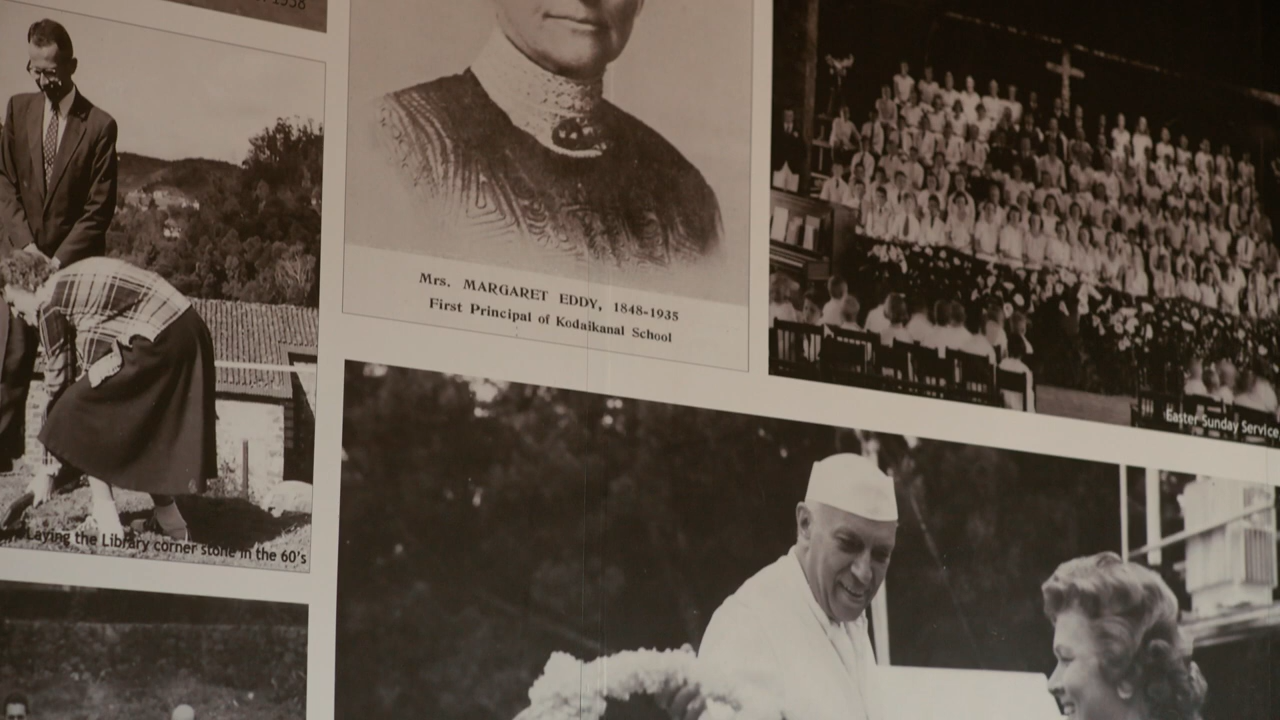 Mrs. MARGARET EDDY, 1848-1935
First Principal of Kodaikanal School
Easter Sunday Service
Laying the Library corner stone in the 60's